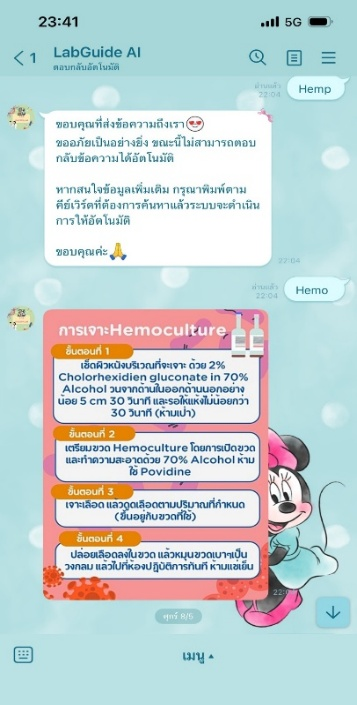 23:41
5G
1
LabGuide AI
ตอบกลับอัตโนมัติ
อ่านแล้ว
22:04
Hemp
ขอบคุณที่ส่งข้อความถึงเรา
ขออภัยเป็นอย่างยิ่ง ขณะนี้ไม่สามารถตอบ
กลับข้อความได้อัตโนมัติ
หากสนใจข้อมูลเพิ่มเติม กรุณาพิมพ์ตาม
คีย์เวิร์ดที่ต้องการค้นหาแล้วระบบจะดำเนิน
การให้อัตโนมัติ
ขอบคุณค่ะ
22:04
อ่านแล้ว
22:04
Hemo
การเจาะHemoculture
ขั้นตอนที่ 1
เช็ดผิวหนังบริเวณที่จะเจาะ ด้วย 2%
Cholorhexidien gluconate in 70%
Alcohol วนจากด้านในออกด้านนอกอย่าง
น้อย 5 cm 30 วินาที และรอให้แห้งไม่น้อยกว่า
30 วินาที (ห้ามเป่า)
ขั้นตอนที่ 2
เตรียมขวด Hemoculture โดยการเปิดขวด
และทำความสะอาดด้วย 70% Alcohol ห้าม
ใช้ Povidine
ขั้นตอนที่ 3
เจาะเลือด แล้วดูดเลือดตามปริมาณที่กำหนด
(ขึ้นอยู่กับขวดที่ใช้)
ขั้นตอนที่ 4
ปล่อยเลือดลงในขวด แล้วหมุนขวดเบาๆเป็น
วงกลม แล้วไปที่ห้องปฏิบัติการทันที ห้ามแช่เย็น
ศุกร์ 8/5
เมนู